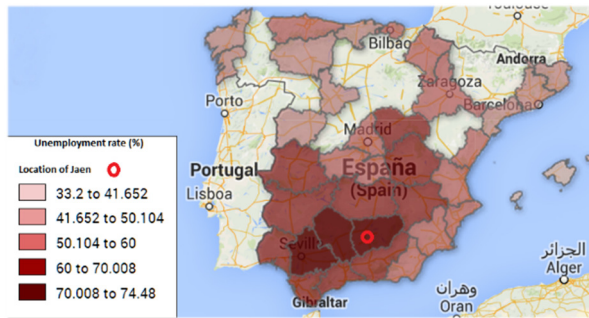 Toulouse
Bilbao
Andorra
Zaragoza
Porto
Barcelona
Madrid
Unemployment rate (%)
Portugal
España
Location of Jaen
(Spain)
33.2 to 41.652
Lisboa
41.652 to 50.104
50.104 to 60
Sevilla
الجزائر
60 to 70.008
Alger
70.008 to 74.48
Gibraltar
وهران
Oran